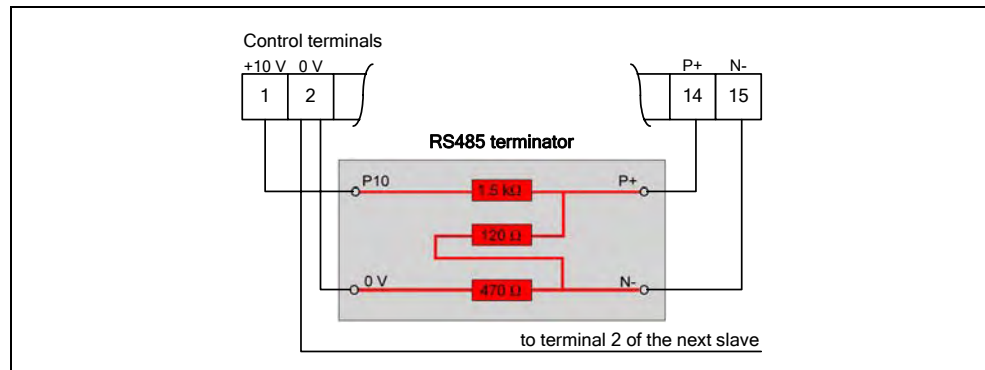 Control terminals
+10 V 0 V P+ N-
1 2 14 15
RS485 terminator
P10 1.5 kΩ P+
120 Ω
0 V 470 Ω N-
to terminal 2 of the next slave